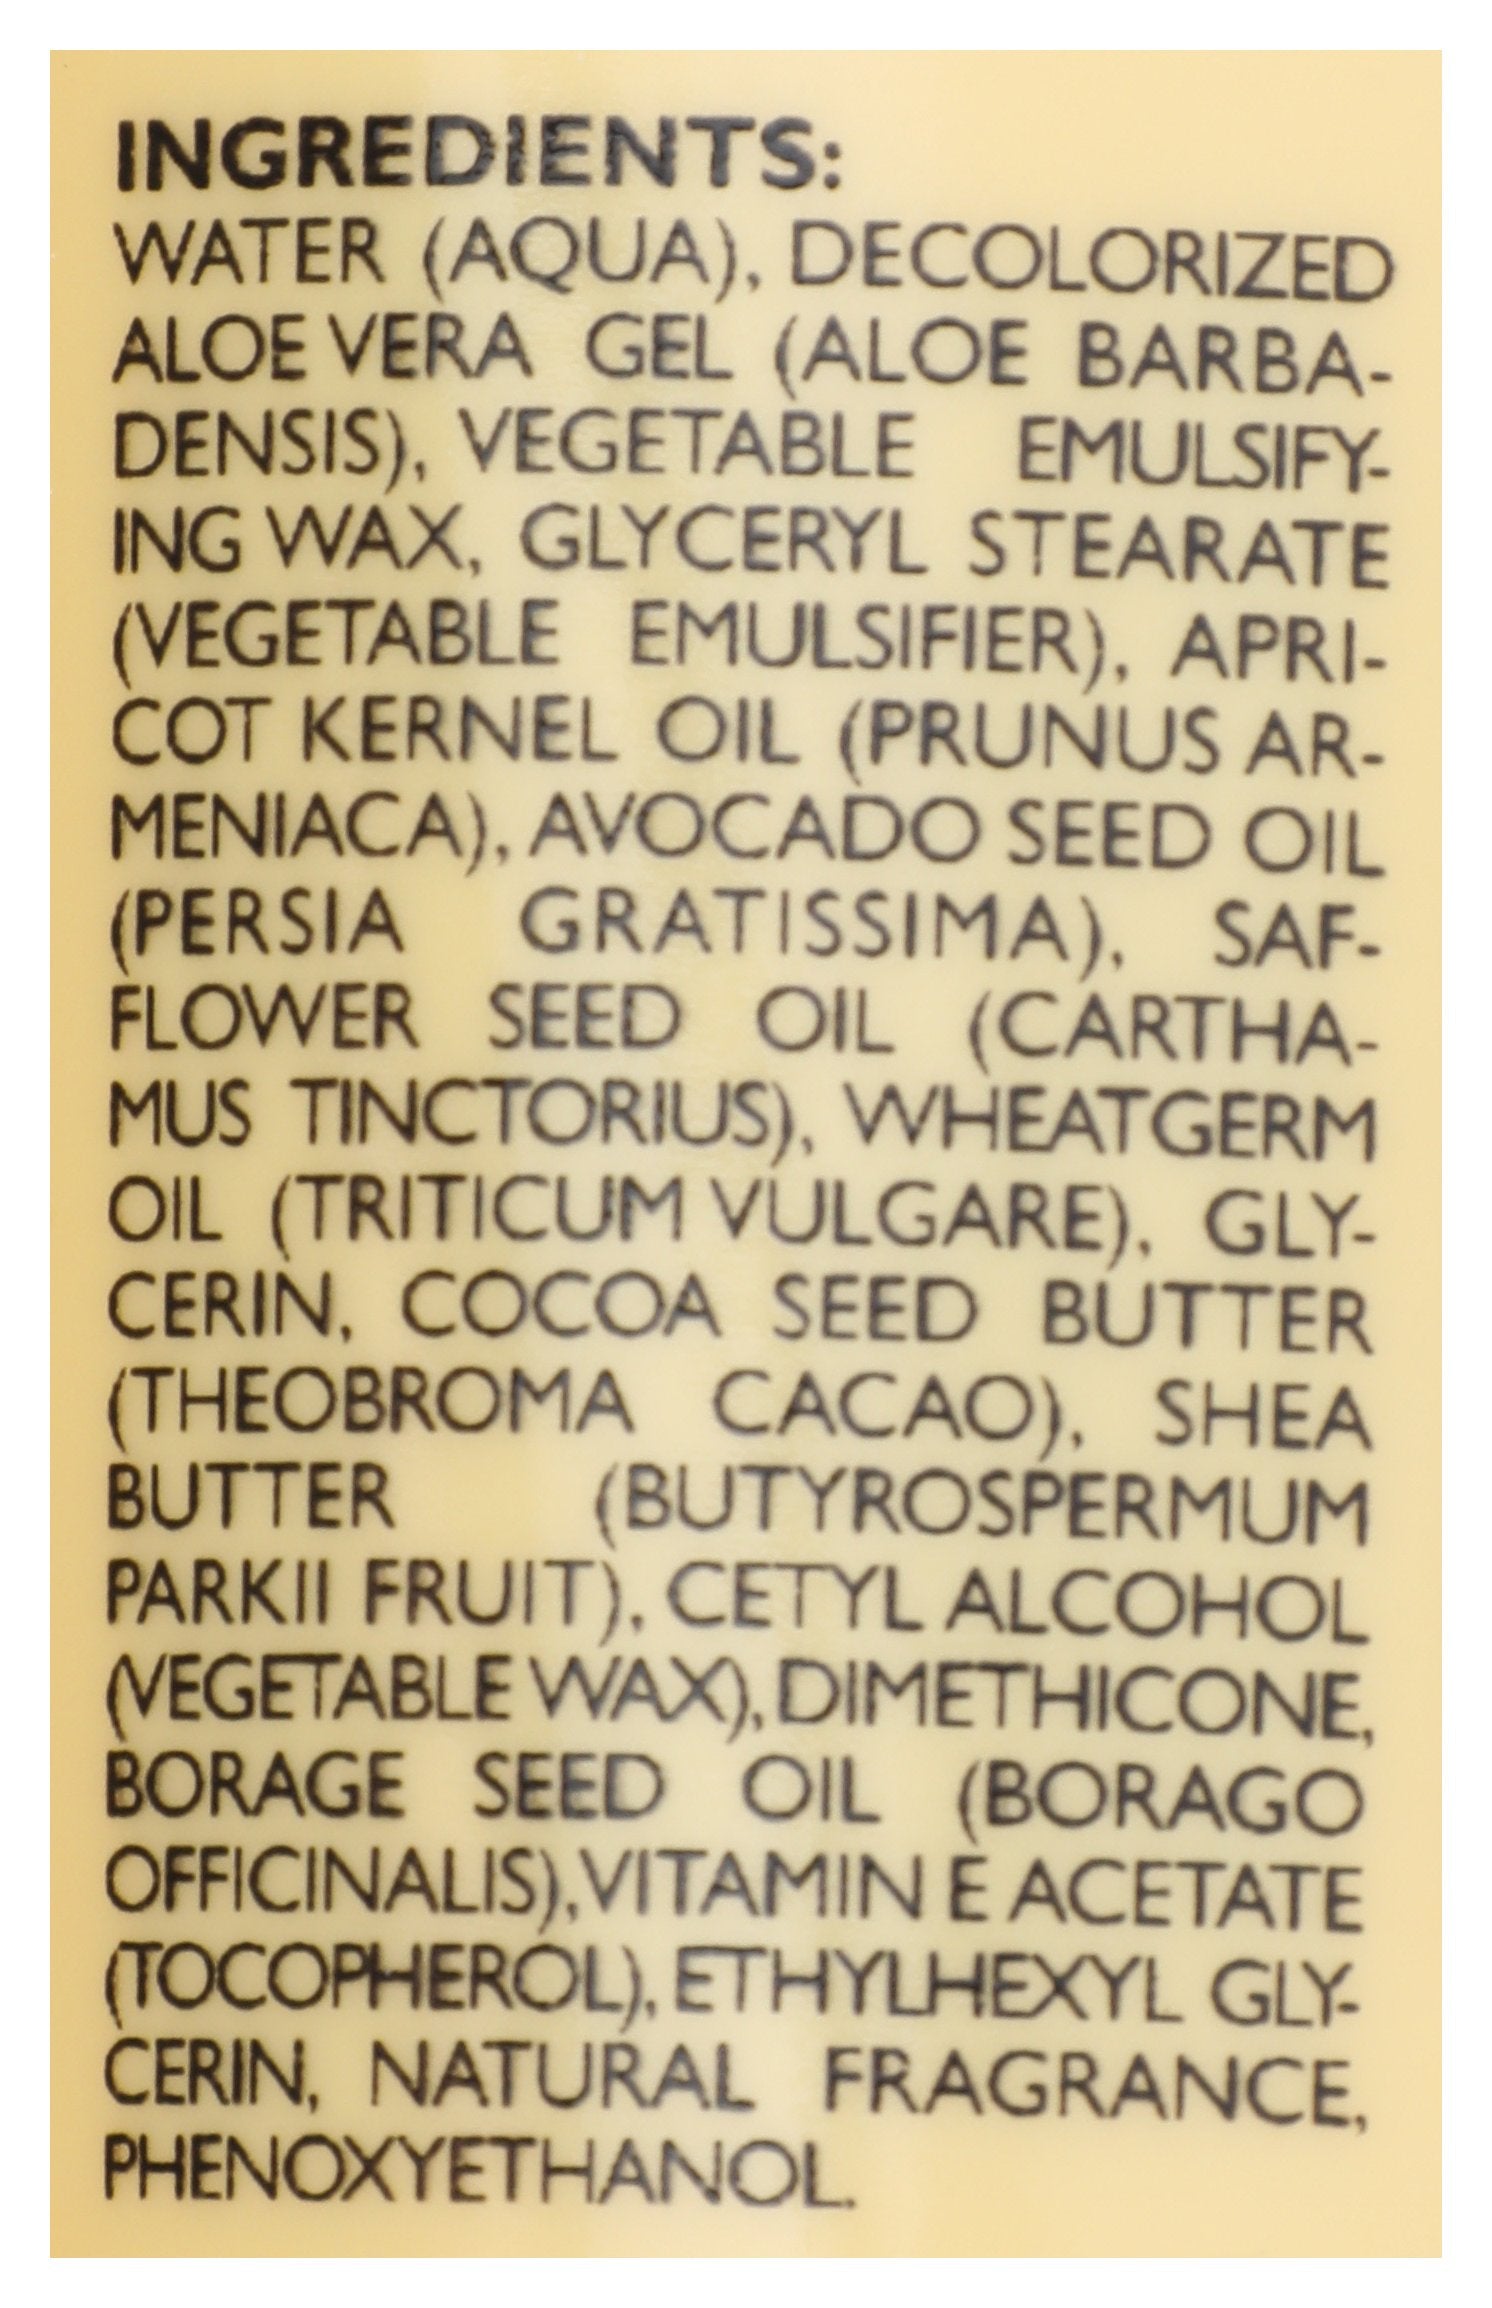 INGREDIENTS:
WATER (AQUA), DECOLORIZED
ALOE VERA GEL (ALOE BARBA-
DENSIS), VEGETABLE EMULSIFY-
ING WAX, GLYCERYL STEARATE
(VEGETABLE EMULSIFIER), APRI-
COT KERNEL OIL (PRUNUS AR-
MENIACA), AVOCADO SEED OIL
(PERSIA GRATISSIMA), SAF-
FLOWER SEED OIL (CARTHA-
MUS TINCTORIUS), WHEATGERM
OIL (TRITICUM VULGARE), GLY-
CERIN, COCOA SEED BUTTER
(THEOBROMA CACAO), SHEA
BUTTER (BUTYROSPERMUM
PARKII FRUIT), CETYL ALCOHOL
(VEGETABLE WAX), DIMETHICONE,
BORAGE SEED OIL (BORAGO
OFFICINALIS), VITAMIN E ACETATE
(TOCOPHEROL), ETHYLHEXYL GLY-
CERIN, NATURAL FRAGRANCE,
PHENOXYETHANOL.